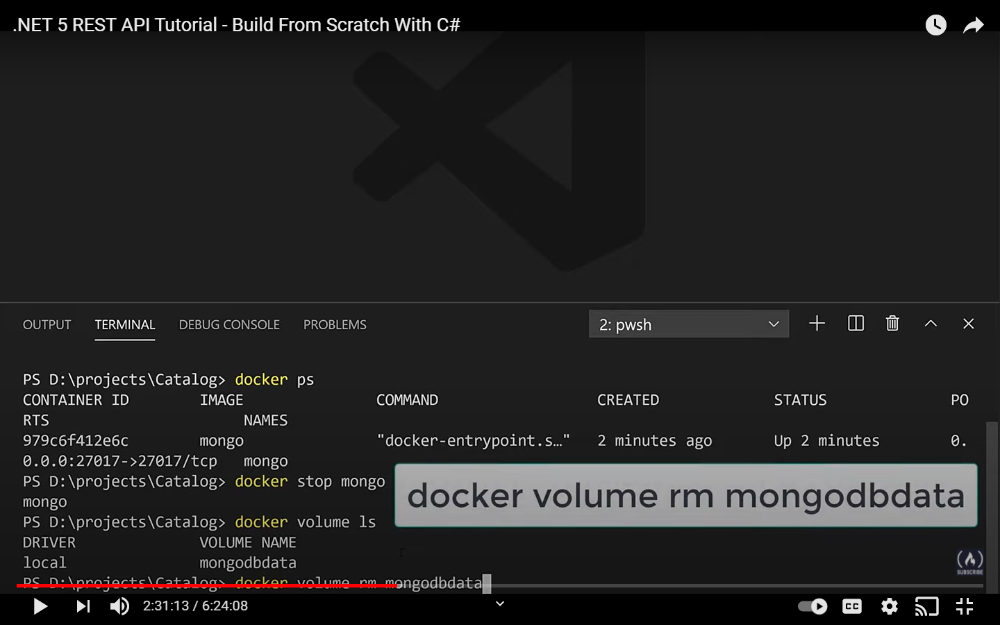 .NET 5 REST API Tutorial - Build From Scratch With C#
OUTPUT TERMINAL DEBUG CONSOLE PROBLEMS 2: pwsh
PS D:\projects\Catalog> docker ps
CONTAINER ID IMAGE COMMAND CREATED STATUS PO
RTS NAMES
979c6f412e6c mongo "docker-entrypoint.s…" 2 minutes ago Up 2 minutes 0.
0.0.0:27017->27017/tcp mongo
PS D:\projects\Catalog> docker stop mongo
docker volume rm mongodbdata
mongo
PS D:\projects\Catalog> docker volume ls
DRIVER VOLUME NAME
local mongodbdata
SUBSCRIBE
PS D:\projects\Catalog> docker volume rm mongodbdata
2:31:13 / 6:24:08 CC